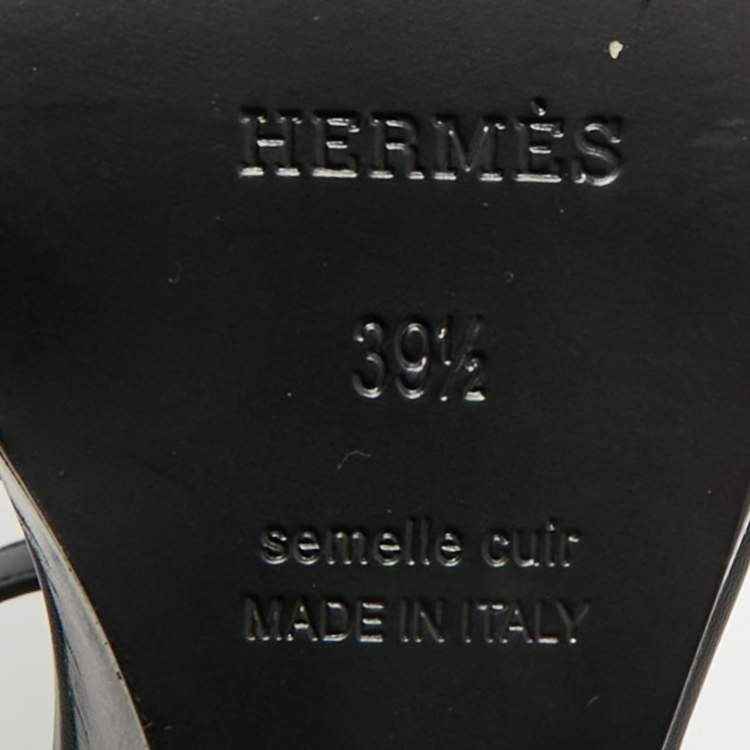 HERMÈS
39½
semelle cuir
MADE IN ITALY